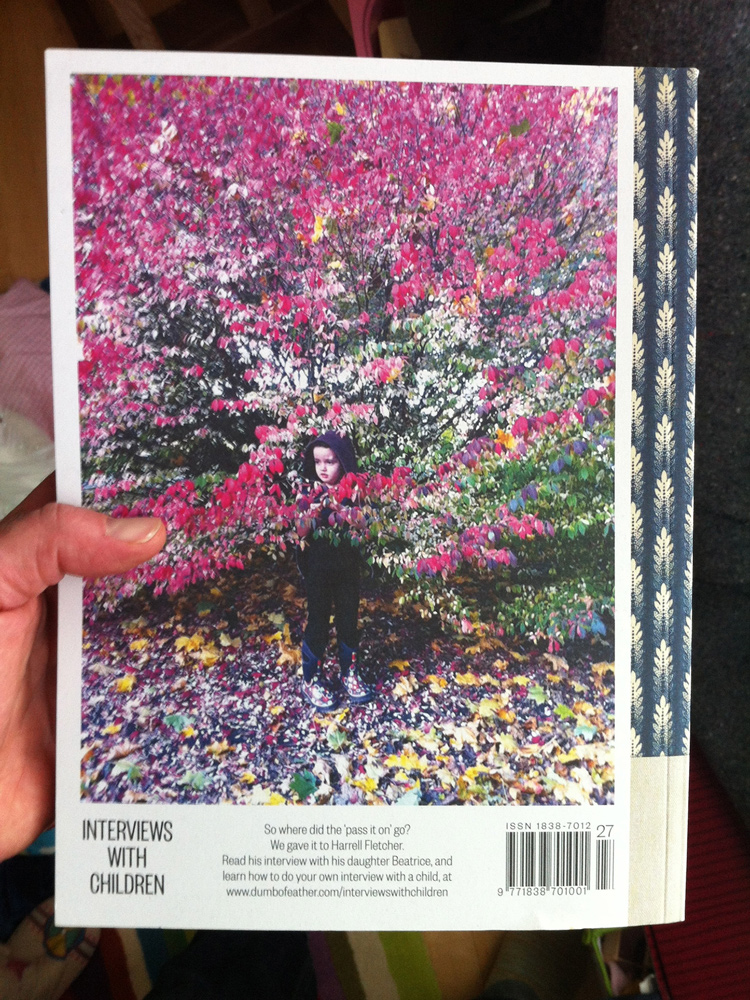 INTERVIEWS
WITH
CHILDREN
So where did the 'pass it on' go?
We gave it to Harrell Fletcher.
Read his interview with his daughter Beatrice, and
learn how to do your own interview with a child, at
www.dumbofeather.com/interviewswithchildren
ISSN 1838-7012
27
9 771838 701001